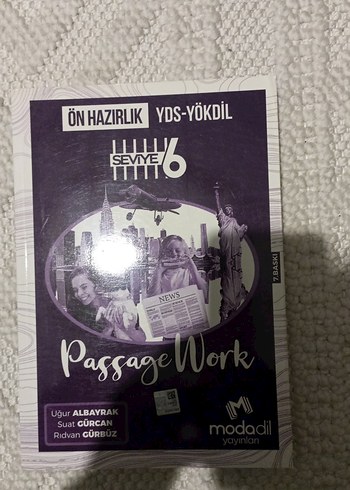 ÖN HAZIRLIK YDS-YÖKDİL
SEVİYE 6
NEWS
7. BASKI
Passage Work
Uğur ALBAYRAK
Suat GÜRCAN
Rıdvan GÜRBÜZ
modadil
yayınları